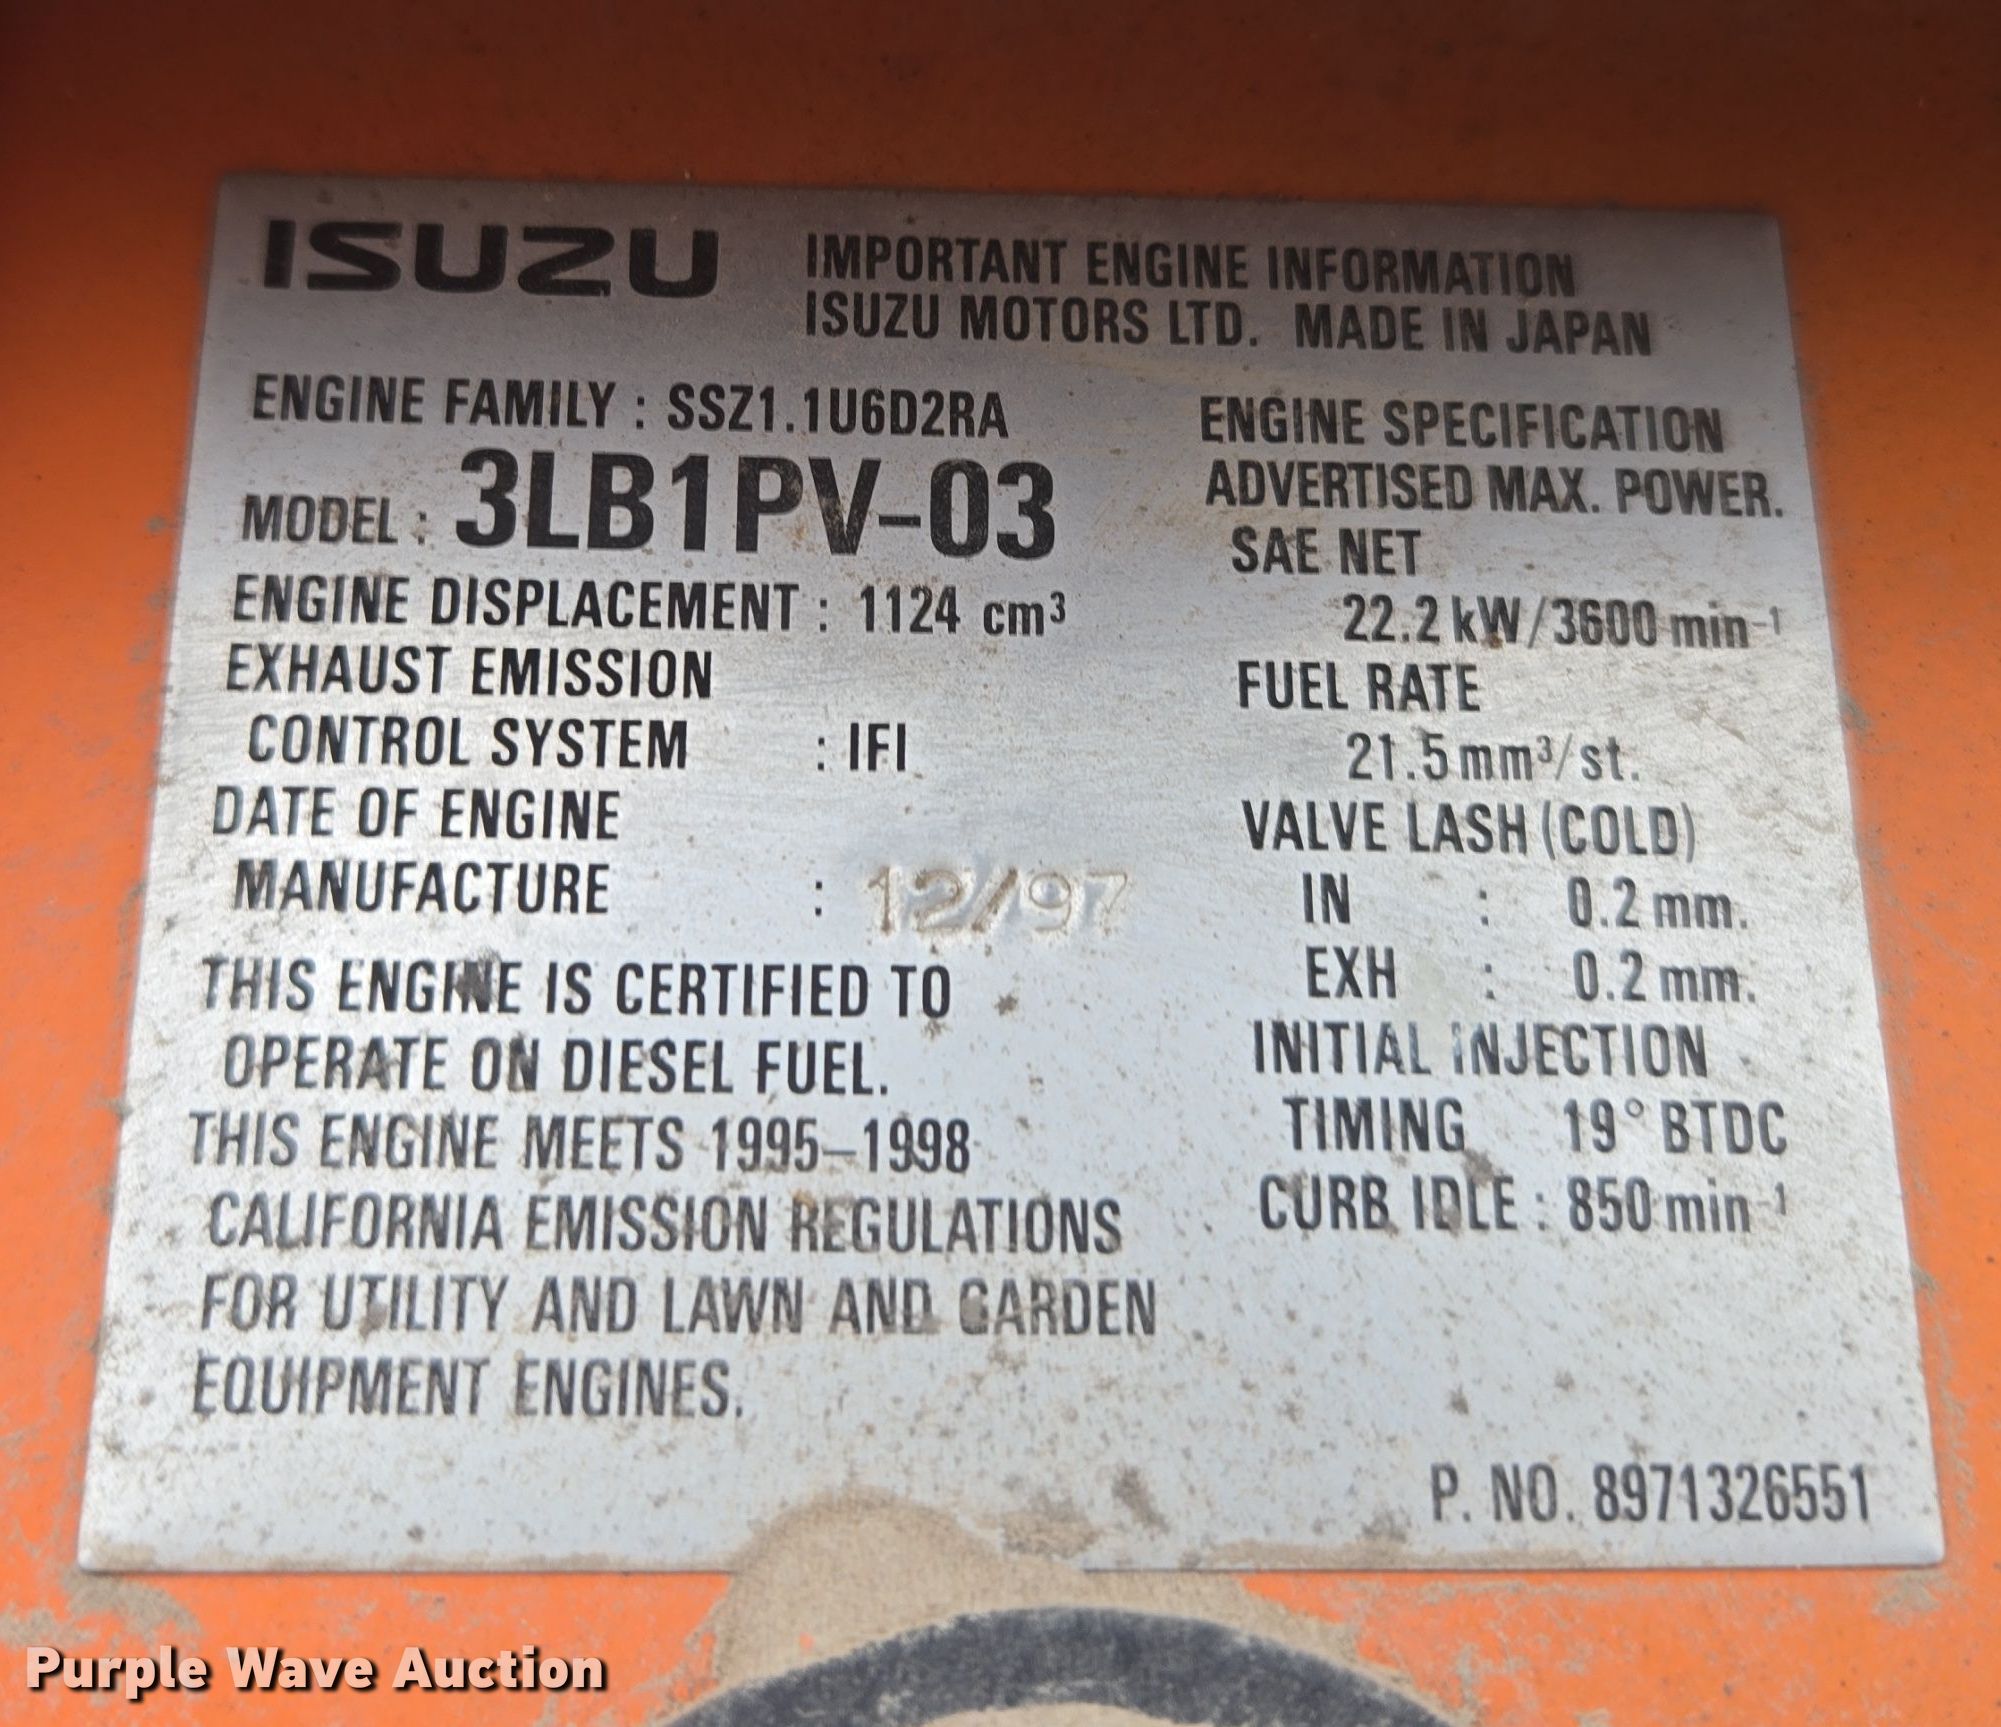 ISUZU
IMPORTANT ENGINE INFORMATION
ISUZU MOTORS LTD. MADE IN JAPAN
ENGINE FAMILY : SSZ1.1U6D2RA
MODEL : 3LB1PV-03
ENGINE DISPLACEMENT : 1124 cm³
EXHAUST EMISSION
CONTROL SYSTEM : IFI
DATE OF ENGINE
MANUFACTURE : 12//97
THIS ENGINE IS CERTIFIED TO
OPERATE ON DIESEL FUEL.
THIS ENGINE MEETS 1995-1998
CALIFORNIA EMISSION REGULATIONS
FOR UTILITY AND LAWN AND GARDEN
EQUIPMENT ENGINES.
ENGINE SPECIFICATION
ADVERTISED MAX. POWER.
SAE NET
22.2 kW/3600 min⁻¹
FUEL RATE
21.5 mm³/st.
VALVE LASH (COLD)
IN : 0.2 mm.
EXH : 0.2 mm.
INITIAL INJECTION
TIMING 19° BTDC
CURB IDLE : 850 min⁻¹
P. NO. 8971326551
Purple Wave Auction